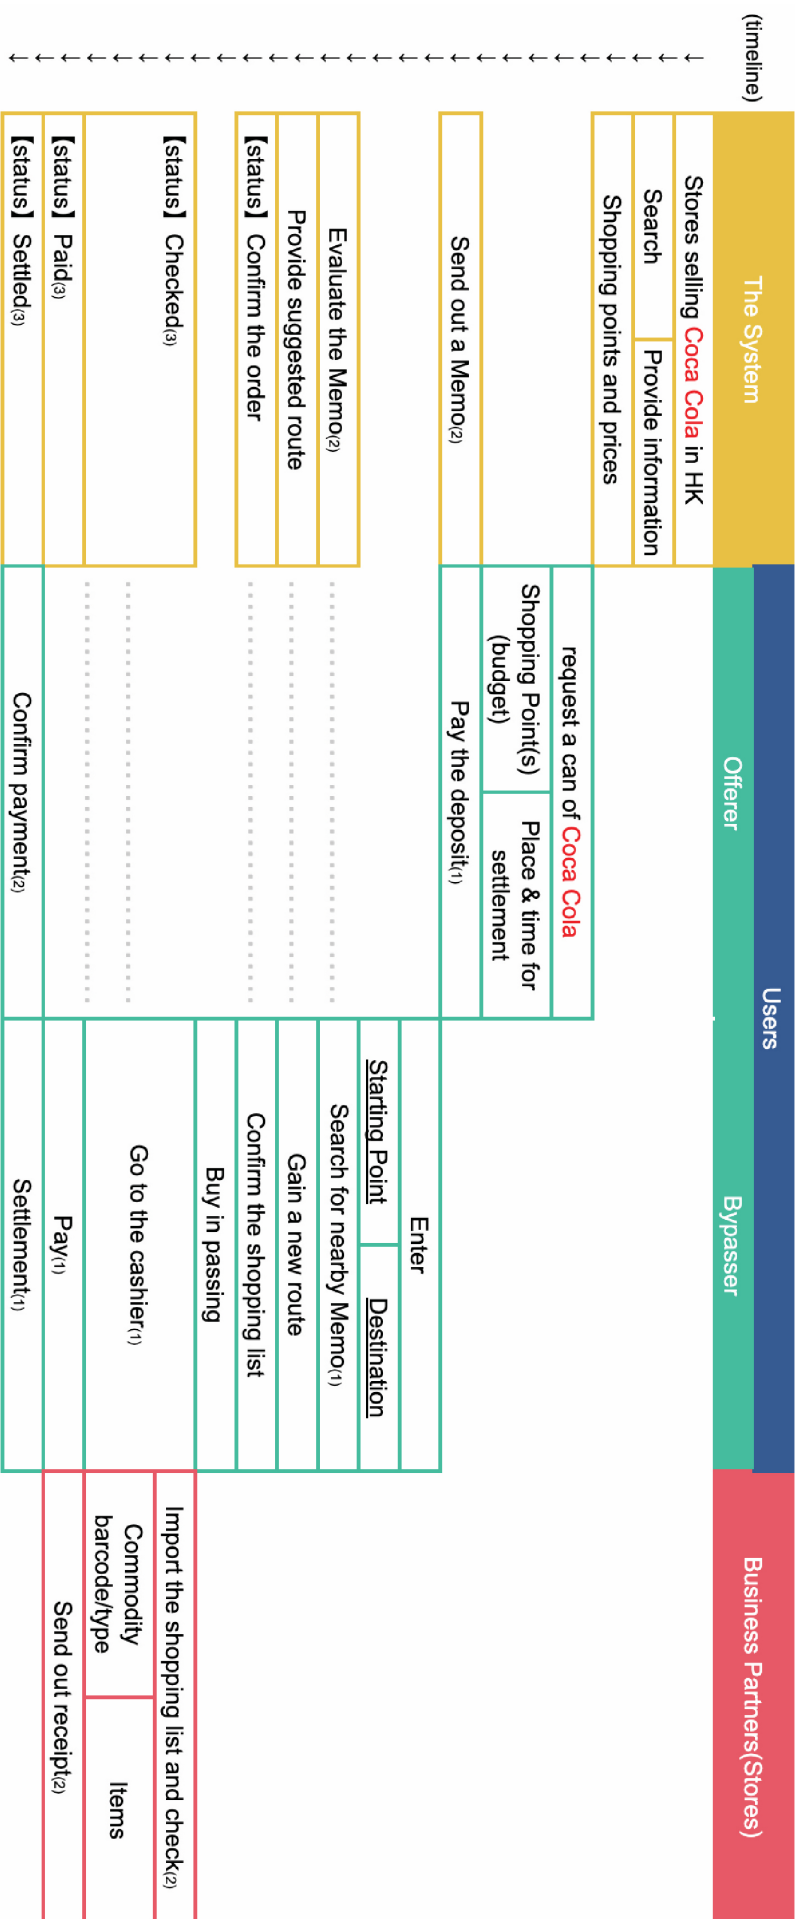 (timeline)
The System
Users
Offerer
Bypasser
Business Partners(Stores)
Stores selling Coca Cola in HK
Search
Provide information
Shopping points and prices
request a can of Coca Cola
Shopping Point(s)
(budget)
Place & time for
settlement
Send out a Memo(2)
Pay the deposit(1)
Enter
Starting Point
Destination
Evaluate the Memo(2)
Search for nearby Memo(1)
Provide suggested route
Gain a new route
【status】 Confirm the order
Confirm the shopping list
Buy in passing
【status】 Checked(3)
Go to the cashier(1)
Import the shopping list and check(2)
Commodity
barcode/type
Items
【status】 Paid(3)
Pay(1)
Send out receipt(2)
【status】 Settled(3)
Confirm payment(2)
Settlement(1)